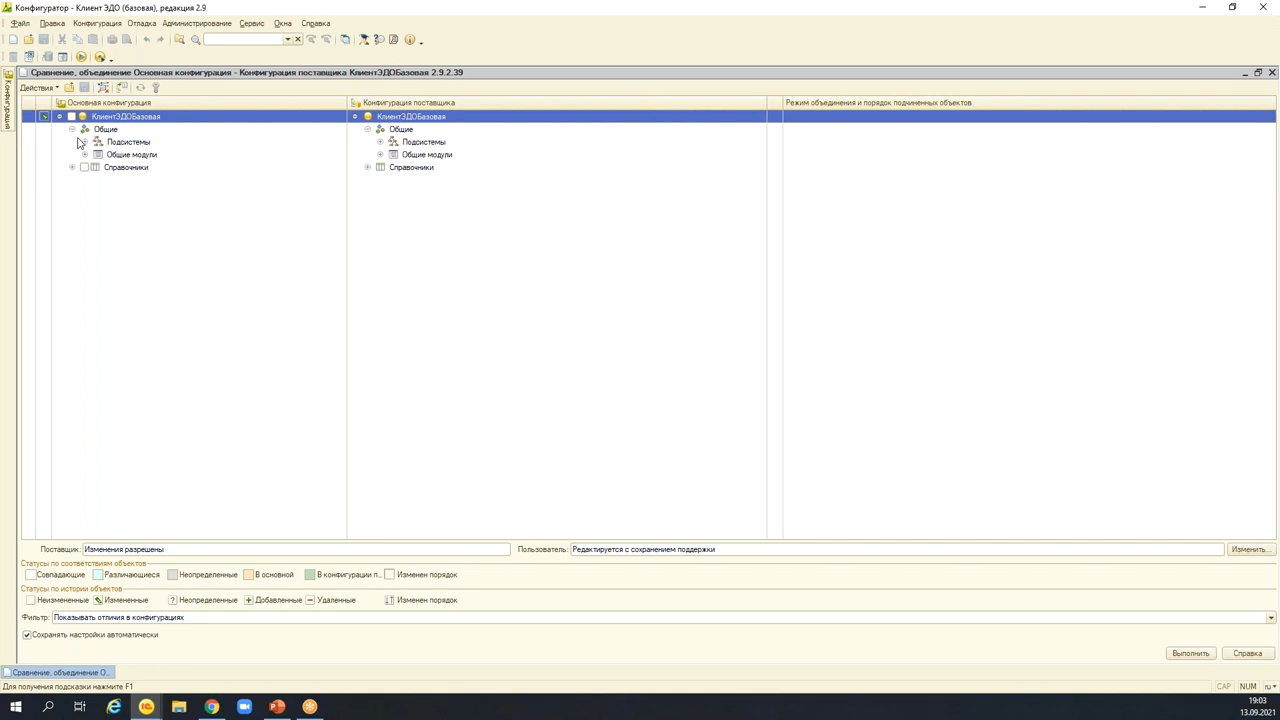 Конфигуратор - Клиент ЭДО (базовая), редакция 2.9
Файл Правка Конфигурация Отладка Администрирование Сервис Окна Справка
Сравнение, объединение Основная конфигурация - Конфигурация поставщика КлиентЭДОБазовая 2.9.2.39
Конфигурация
Действия
Основная конфигурация Конфигурация поставщика Режим объединения и порядок подчиненных объектов
КлиентЭДОБазовая КлиентЭДОБазовая
Общие Общие
Подсистемы Подсистемы
Общие модули Общие модули
Справочники Справочники
Поставщик: Изменения разрешены Пользователь: Редактируется с сохранением поддержки Изменить...
Статусы по соответствиям объектов
Совпадающие Различающиеся Неопределенные В основной В конфигурации п... Изменен порядок
Статусы по истории объектов
Неизмененные Измененные Неопределенные Добавленные Удаленные Изменен порядок
Фильтр: Показывать отличия в конфигурациях
Сохранять настройки автоматически
Выполнить Справка
Сравнение, объединение О...
Для получения подсказки нажмите F1 CAP NUM ru
19:03
13.09.2021